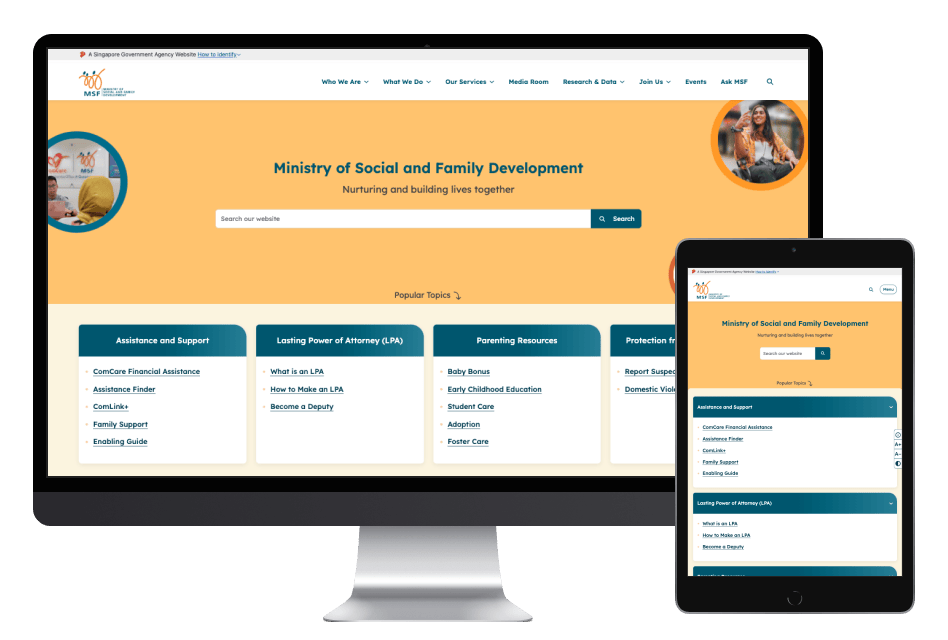 A Singapore Government Agency Website How to identify
MSF MINISTRY OF SOCIAL AND FAMILY DEVELOPMENT
Who We Are
What We Do
Our Services
Media Room
Research & Data
Join Us
Events
Ask MSF
MSF
Ministry of Social and Family Development
Nurturing and building lives together
Search our website
Search
Popular Topics
Assistance and Support
ComCare Financial Assistance
Assistance Finder
ComLink+
Family Support
Enabling Guide
Lasting Power of Attorney (LPA)
What is an LPA
How to Make an LPA
Become a Deputy
Parenting Resources
Baby Bonus
Early Childhood Education
Student Care
Adoption
Foster Care
Protection fr
Report Suspec
Domestic Viol
A Singapore Government Agency Website How to identify
MSF MINISTRY OF SOCIAL AND FAMILY DEVELOPMENT
Menu
Ministry of Social and Family Development
Nurturing and building lives together
Search our website
Popular Topics
Assistance and Support
ComCare Financial Assistance
Assistance Finder
ComLink+
Family Support
Enabling Guide
A+
A-
Lasting Power of Attorney (LPA)
What is an LPA
How to Make an LPA
Become a Deputy
Parenting Resources